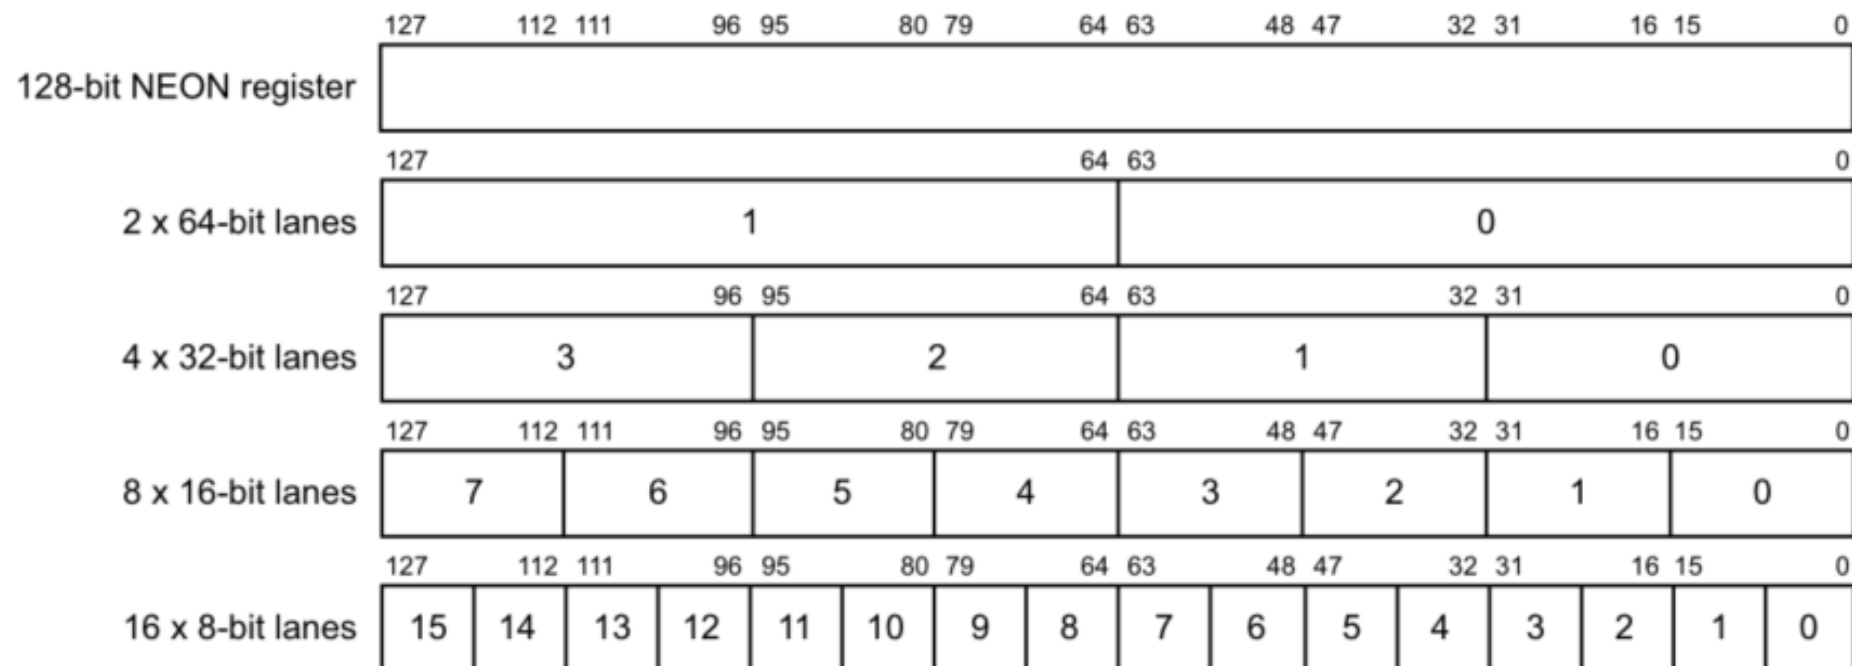 127 112 111 96 95 80 79 64 63 48 47 32 31 16 15 0
128-bit NEON register
127 64 63 0
2 x 64-bit lanes 1 0
127 96 95 64 63 32 31 0
4 x 32-bit lanes 3 2 1 0
127 112 111 96 95 80 79 64 63 48 47 32 31 16 15 0
8 x 16-bit lanes 7 6 5 4 3 2 1 0
127 112 111 96 95 80 79 64 63 48 47 32 31 16 15 0
16 x 8-bit lanes 15 14 13 12 11 10 9 8 7 6 5 4 3 2 1 0